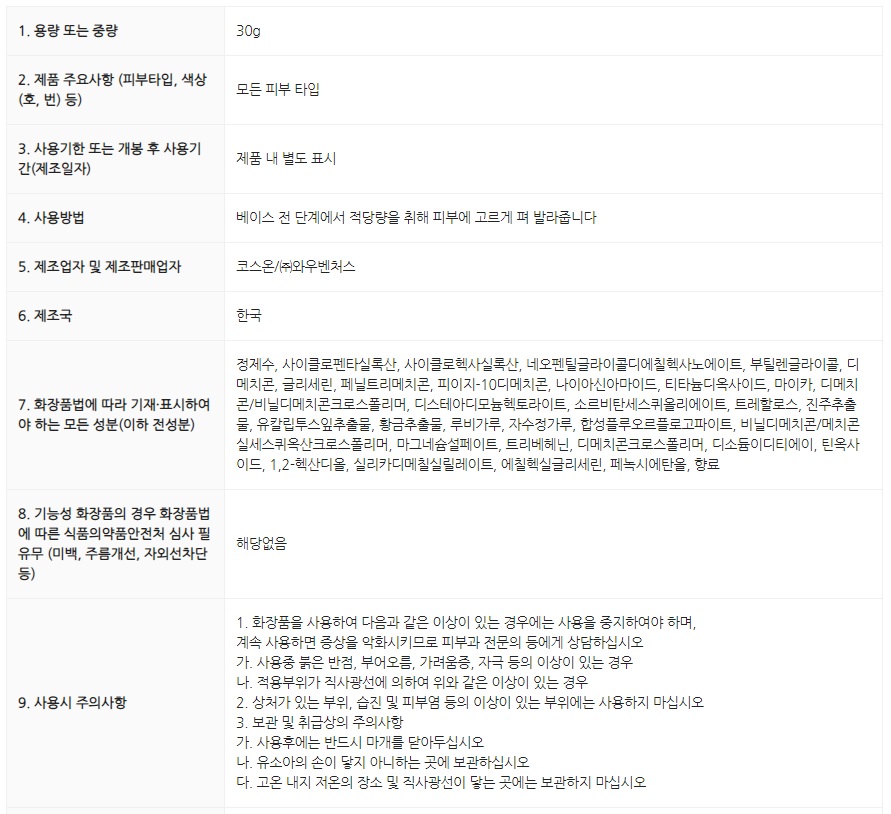 1. 용량 또는 중량
30g
2. 제품 주요사항 (피부타입, 색상
(호, 번) 등)
모든 피부 타입
3. 사용기한 또는 개봉 후 사용기
간(제조일자)
제품 내 별도 표시
4. 사용방법
베이스 전 단계에서 적당량을 취해 피부에 고르게 펴 발라줍니다
5. 제조업자 및 제조판매업자
코스온/㈜와우벤처스
6. 제조국
한국
7. 화장품법에 따라 기재·표시하여
야 하는 모든 성분(이하 전성분)
정제수, 사이클로펜타실록산, 사이클로헥사실록산, 네오펜틸글라이콜디에칠헥사노에이트, 부틸렌글라이콜, 디
메치콘, 글리세린, 페닐트리메치콘, 피이지-10디메치콘, 나이아신아마이드, 티타늄디옥사이드, 마이카, 디메치
콘/비닐디메치콘크로스폴리머, 디스테아디모늄헥토라이트, 소르비탄세스퀴올리에이트, 트레할로스, 진주추출
물, 유칼립투스잎추출물, 황금추출물, 루비가루, 자수정가루, 합성플루오르플로고파이트, 비닐디메치콘/메치콘
실세스퀴옥산크로스폴리머, 마그네슘설페이트, 트리베헤닌, 디메치콘크로스폴리머, 디소듐이디티에이, 틴옥사
이드, 1,2-헥산디올, 실리카디메칠실릴레이트, 에칠헥실글리세린, 페녹시에탄올, 향료
8. 기능성 화장품의 경우 화장품법
에 따른 식품의약품안전처 심사 필
유무 (미백, 주름개선, 자외선차단
등)
해당없음
9. 사용시 주의사항
1. 화장품을 사용하여 다음과 같은 이상이 있는 경우에는 사용을 중지하여야 하며,
계속 사용하면 증상을 악화시키므로 피부과 전문의 등에게 상담하십시오
가. 사용중 붉은 반점, 부어오름, 가려움증, 자극 등의 이상이 있는 경우
나. 적용부위가 직사광선에 의하여 위와 같은 이상이 있는 경우
2. 상처가 있는 부위, 습진 및 피부염 등의 이상이 있는 부위에는 사용하지 마십시오
3. 보관 및 취급상의 주의사항
가. 사용후에는 반드시 마개를 닫아두십시오
나. 유소아의 손이 닿지 아니하는 곳에 보관하십시오
다. 고온 내지 저온의 장소 및 직사광선이 닿는 곳에는 보관하지 마십시오